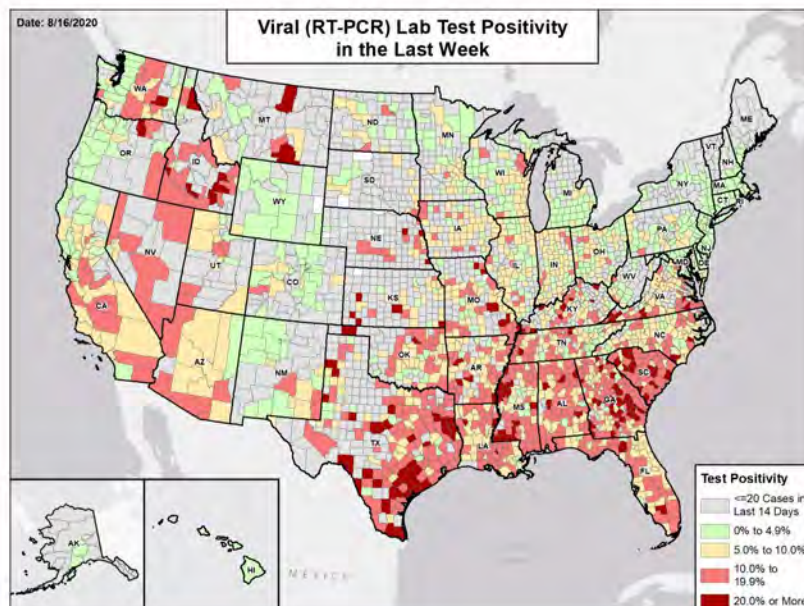 Date: 8/16/2020
Viral (RT-PCR) Lab Test Positivity
in the Last Week
WA
MT
ND
MN
ME
OR
ID
SD
WI
MI
VT
NH
NY
MA
CT
RI
WY
NE
IA
PA
NJ
NV
UT
CO
IL
IN
OH
MD
DE
WV
VA
CA
KS
MO
KY
AZ
NM
OK
AR
TN
NC
SC
MS
AL
GA
TX
LA
FL
AK
HI
MEXICO
Test Positivity
<=20 Cases in
Last 14 Days
0% to 4.9%
5.0% to 10.0%
10.0% to
19.9%
20.0% or More